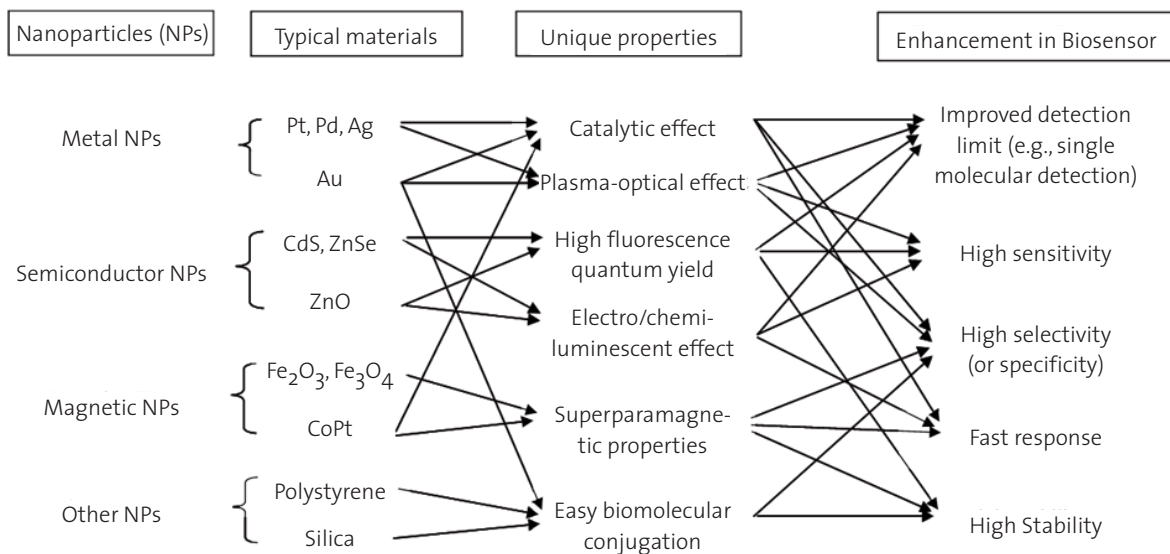 Nanoparticles (NPs)
Typical materials
Unique properties
Enhancement in Biosensor
Metal NPs
Pt, Pd, Ag
Au
Semiconductor NPs
CdS, ZnSe
ZnO
Magnetic NPs
Fe2O3, Fe3O4
CoPt
Other NPs
Polystyrene
Silica
Catalytic effect
Plasma-optical effect
High fluorescence
quantum yield
Electro/chemi-
luminescent effect
Superparamagne-
tic properties
Easy biomolecular
conjugation
Improved detection
limit (e.g., single
molecular detection)
High sensitivity
High selectivity
(or specificity)
Fast response
High Stability